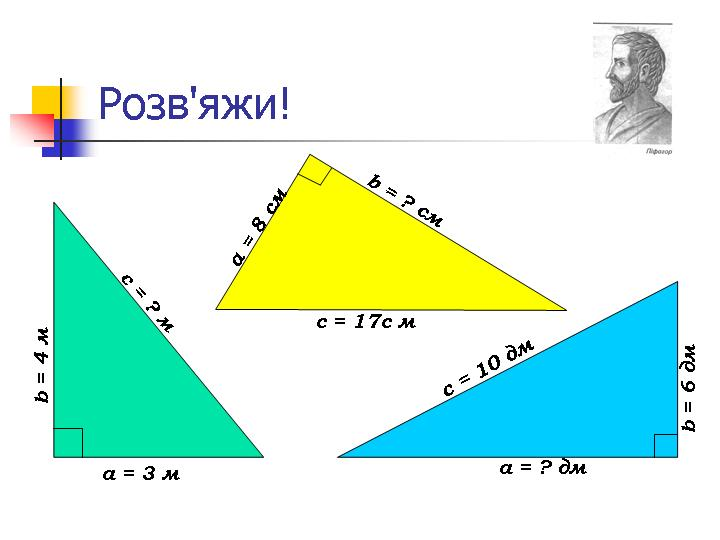 Розв'яжи!
Піфагор
a = 8 см
b = ? см
c = 17с м
b = 4 м
c = ? м
a = 3 м
c = 10 дм
b = 6 дм
a = ? дм